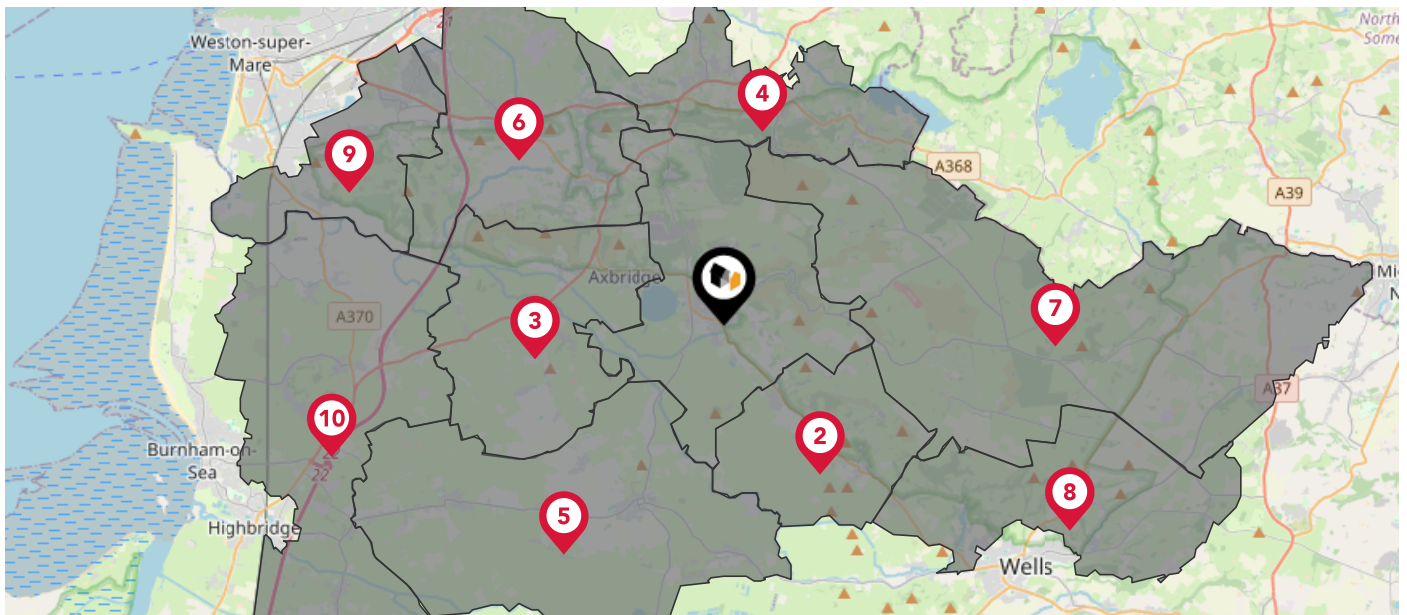 21
North
Some
Weston-super-
Mare
4
6
9
A368
A39
Axbridge
Mi
N
7
A370
3
A37
10
2
Burnham-on-
Sea
22
8
5
Highbridge
Wells